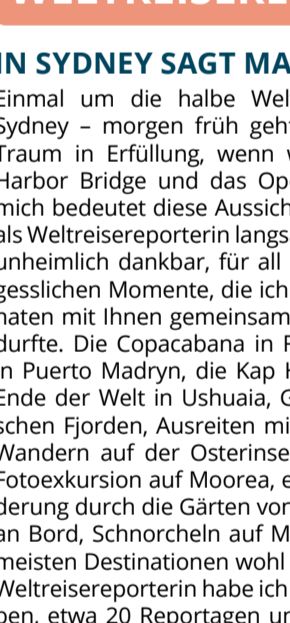 WELTREISERE
IN SYDNEY SAGT MA
Einmal um die halbe Wel
Sydney – morgen früh geh
Traum in Erfüllung, wenn
Harbor Bridge und das Op
mich bedeutet diese Aussich
als Weltreisereporterin langs
unheimlich dankbar, für all
gesslichen Momente, die ich
naten mit Ihnen gemeinsam
durfte. Die Copacabana in
in Puerto Madryn, die Kap
Ende der Welt in Ushuaia,
schen Fjorden, Ausreiten mi
Wandern auf der Osterinse
Fotoexkursion auf Moorea, e
derung durch die Gärten vor
an Bord, Schnorcheln auf M
meisten Destinationen wohl
Weltreisereporterin habe ich
ben, etwa 20 Reportagen ur